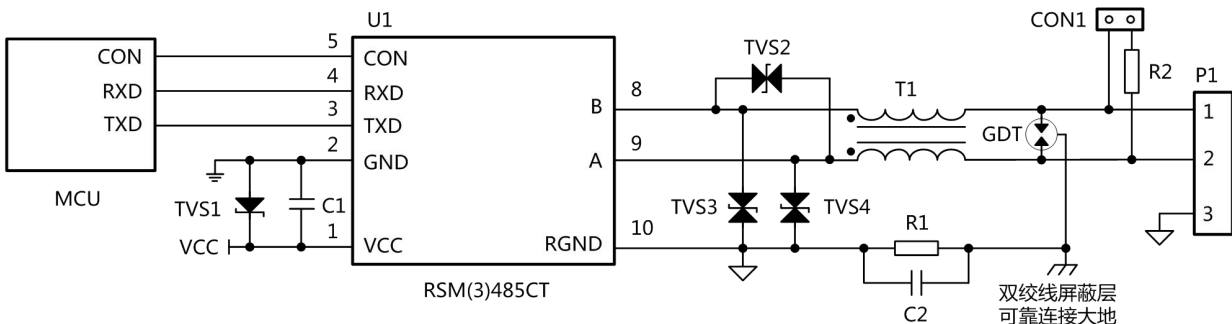 U1
CON1
MCU
CON
RXD
TXD
5
4
3
2
1
CON
RXD
TXD
GND
VCC
B
A
RGND
8
9
10
RSM(3)485CT
TVS1
C1
VCC
TVS2
TVS3
TVS4
T1
GDT
R2
P1
1
2
3
R1
C2
双绞线屏蔽层
可靠连接大地